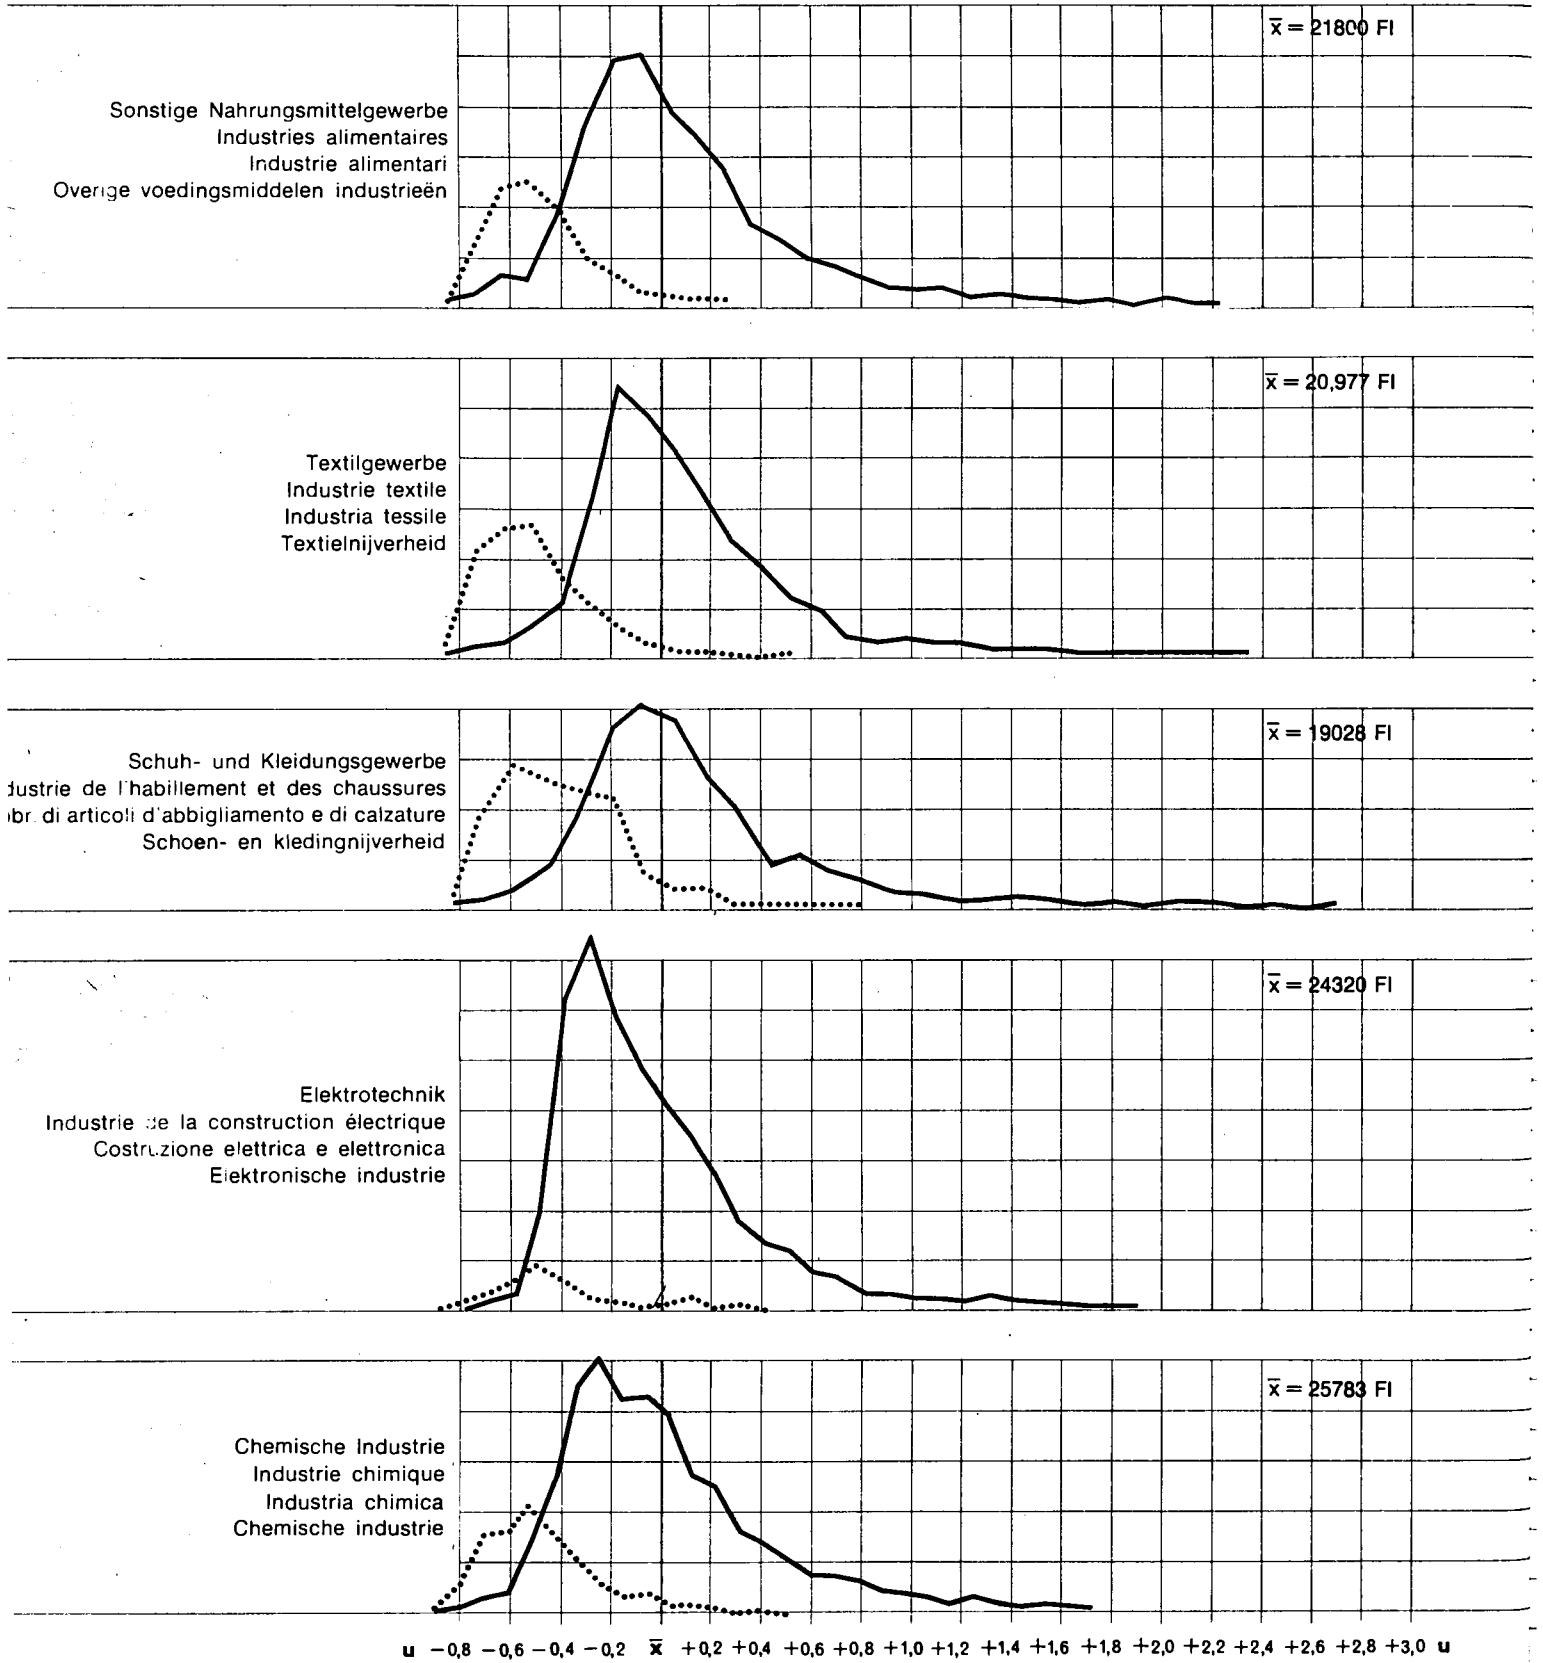 x̄ = 21800 Fl
Sonstige Nahrungsmittelgewerbe
Industries alimentaires
Industrie alimentari
Overige voedingsmiddelen industrieën
x̄ = 20,977 Fl
Textilgewerbe
Industrie textile
Industria tessile
Textielnijverheid
x̄ = 19028 Fl
Schuh- und Kleidungsgewerbe
dustrie de l'habillement et des chaussures
br. di articoli d'abbigliamento e di calzature
Schoen- en kledingnijverheid
x̄ = 24320 Fl
Elektrotechnik
Industrie de la construction électrique
Costruzione elettrica e elettronica
Elektronische industrie
x̄ = 25783 Fl
Chemische Industrie
Industrie chimique
Industria chimica
Chemische industrie
u −0,8 −0,6 −0,4 −0,2 x̄ +0,2 +0,4 +0,6 +0,8 +1,0 +1,2 +1,4 +1,6 +1,8 +2,0 +2,2 +2,4 +2,6 +2,8 +3,0 u